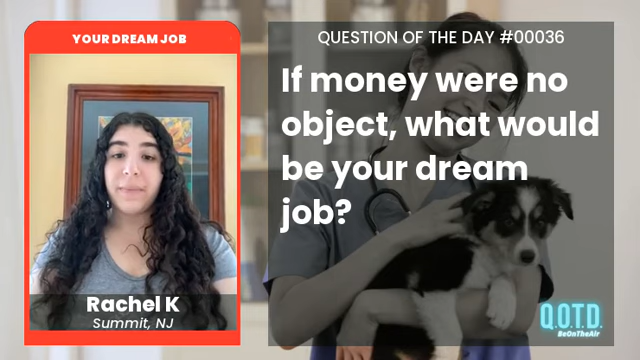 YOUR DREAM JOB
Rachel K
Summit, NJ
QUESTION OF THE DAY #00036
If money were no
object, what would
be your dream
job?
Q.O.T.D.
BeOnTheAir